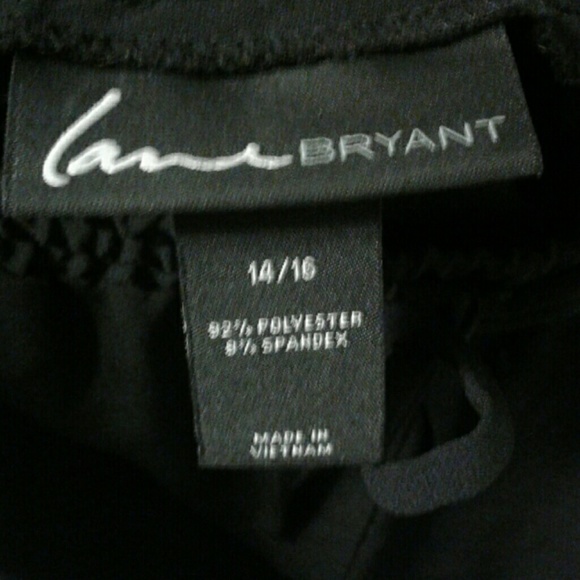 Lane BRYANT
14/16
92% POLYESTER
8% SPANDEX
MADE IN
VIETNAM